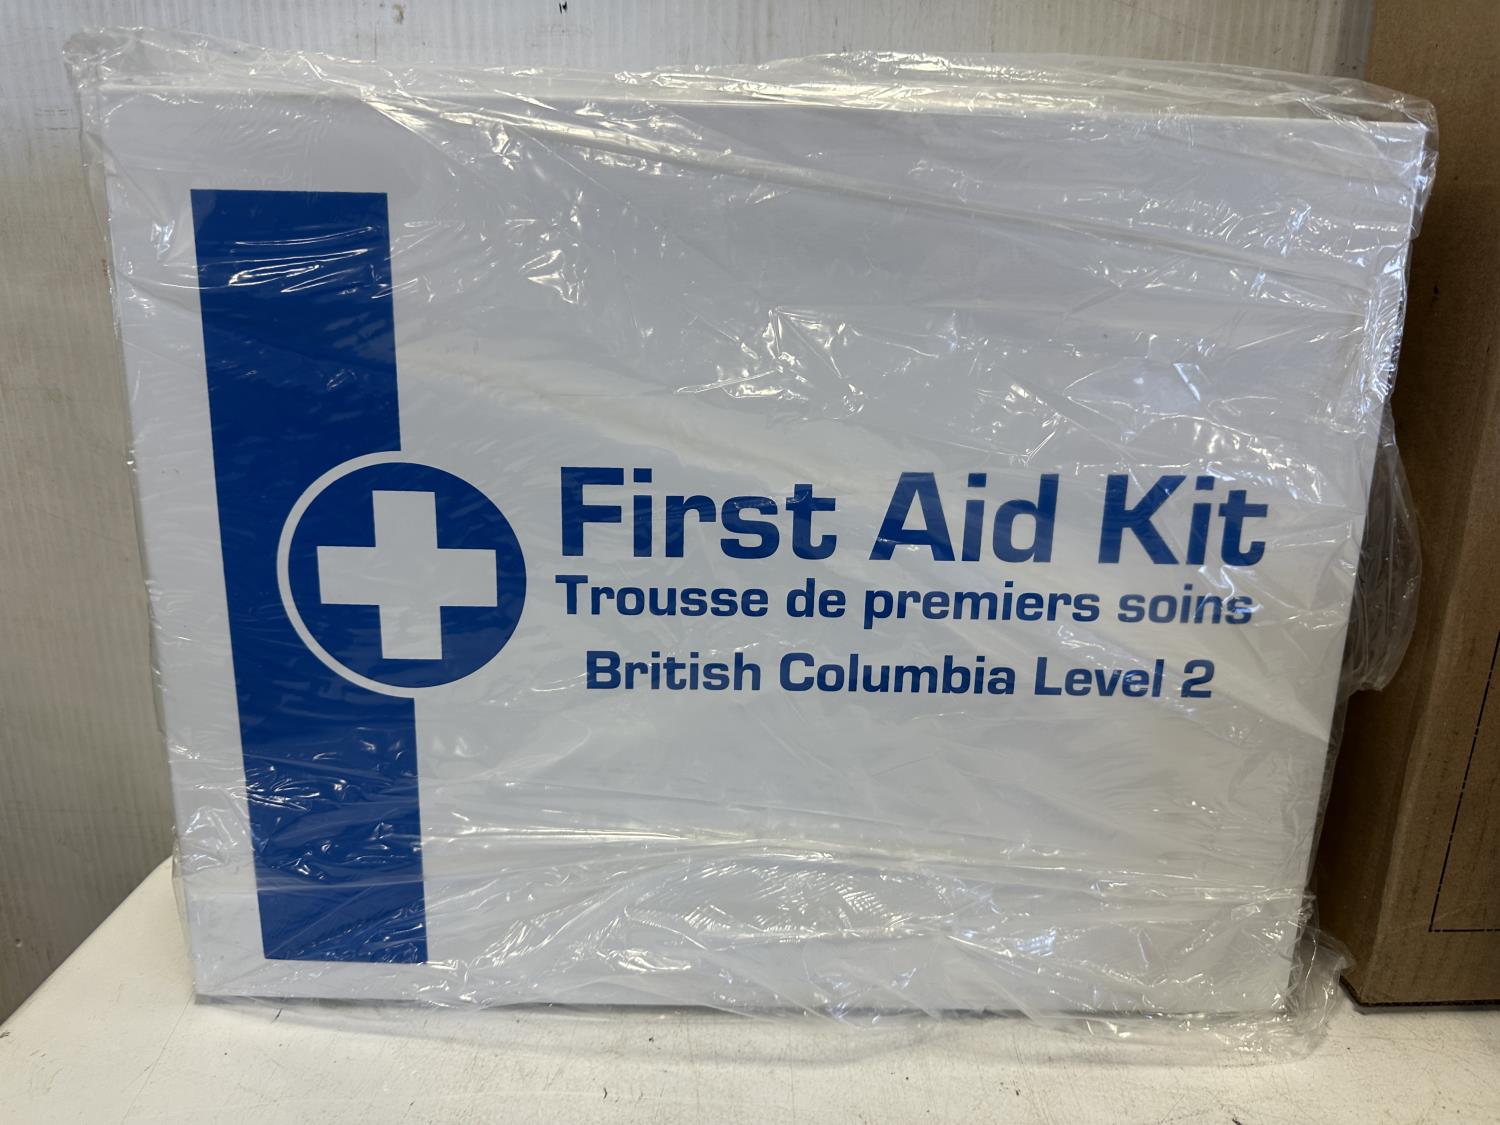 First Aid Kit
Trousse de premiers soins
British Columbia Level 2